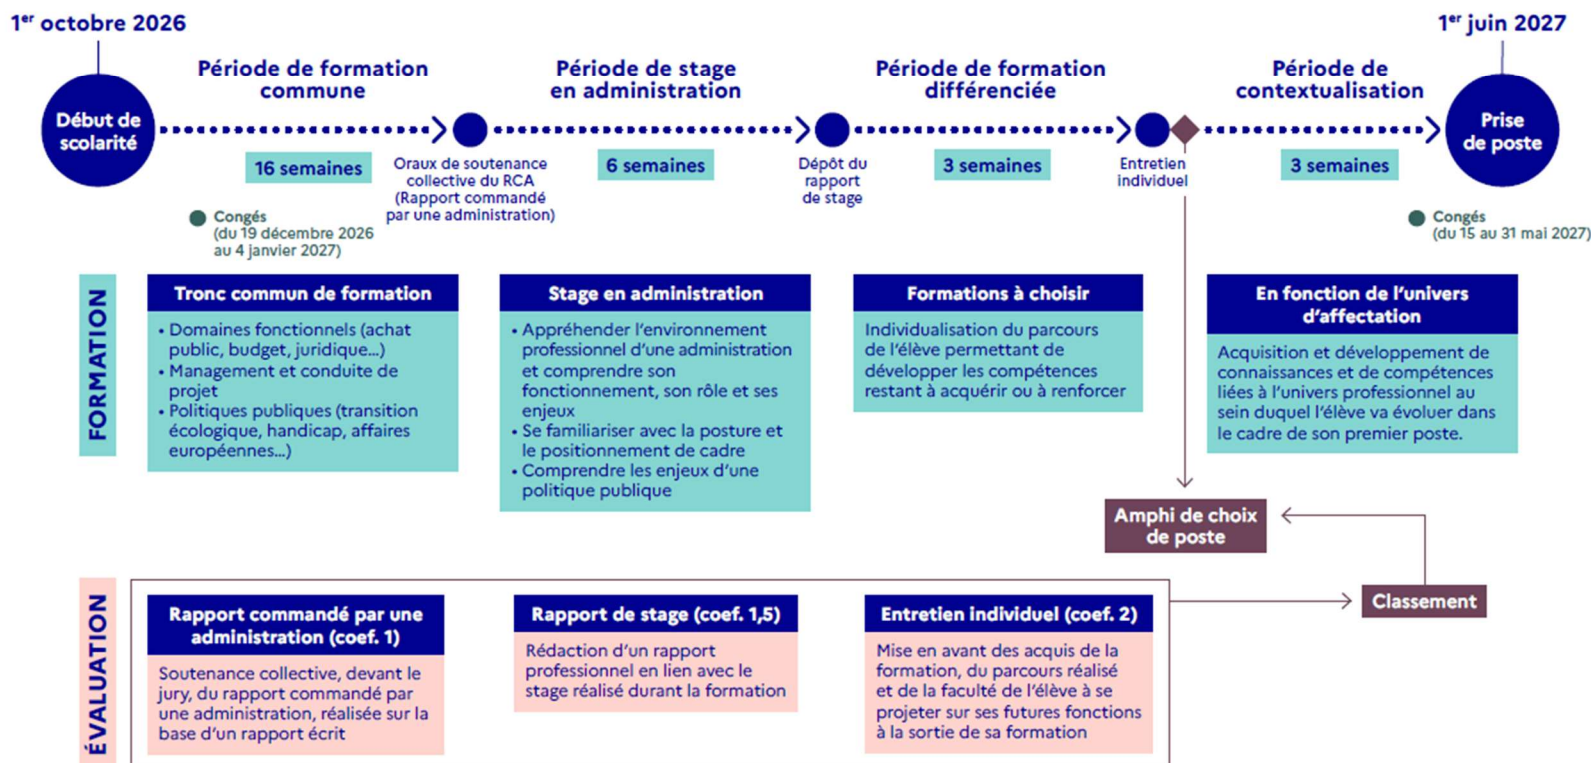 1er octobre 2026
1er juin 2027
Période de formation
commune
Période de stage
en administration
Période de formation
différenciée
Période de
contextualisation
Début de
scolarité
Prise
de poste
16 semaines
Oraux de soutenance
collective du RCA
(Rapport commandé
par une administration)
6 semaines
Dépôt du
rapport
de stage
3 semaines
Entretien
individuel
3 semaines
Congés
(du 19 décembre 2026
au 4 janvier 2027)
Congés
(du 15 au 31 mai 2027)
FORMATION
Tronc commun de formation
• Domaines fonctionnels (achat
public, budget, juridique…)
• Management et conduite de
projet
• Politiques publiques (transition
écologique, handicap, affaires
européennes…)
Stage en administration
• Appréhender l'environnement
professionnel d'une administration
et comprendre son
fonctionnement, son rôle et ses
enjeux
• Se familiariser avec la posture et
le positionnement de cadre
• Comprendre les enjeux d'une
politique publique
Formations à choisir
Individualisation du parcours
de l'élève permettant de
développer les compétences
restant à acquérir ou à renforcer
En fonction de l'univers
d'affectation
Acquisition et développement de
connaissances et de compétences
liées à l'univers professionnel au
sein duquel l'élève va évoluer dans
le cadre de son premier poste.
Amphi de choix
de poste
ÉVALUATION
Rapport commandé par une
administration (coef. 1)
Soutenance collective, devant le
jury, du rapport commandé par
une administration, réalisée sur la
base d'un rapport écrit
Rapport de stage (coef. 1,5)
Rédaction d'un rapport
professionnel en lien avec le
stage réalisé durant la formation
Entretien individuel (coef. 2)
Mise en avant des acquis de la
formation, du parcours réalisé
et de la faculté de l'élève à se
projeter sur ses futures fonctions
à la sortie de sa formation
Classement